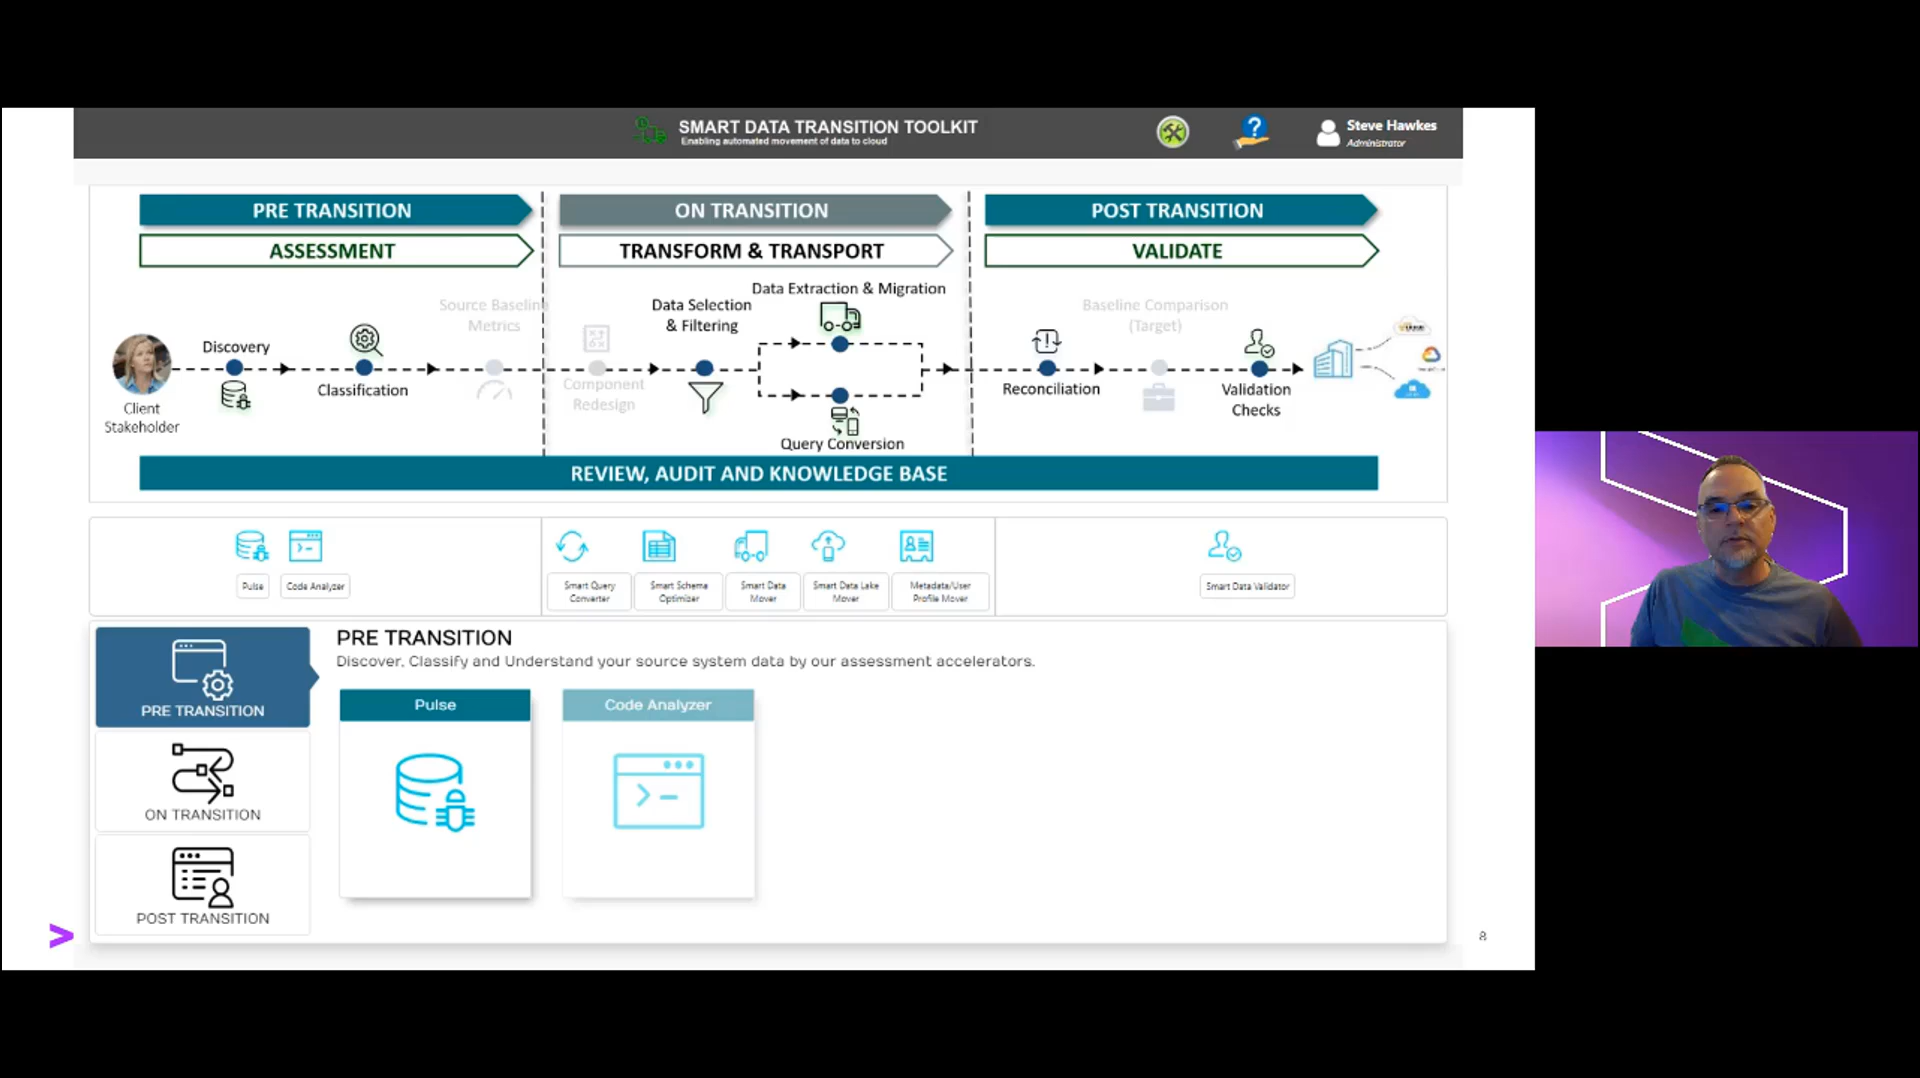 SMART DATA TRANSITION TOOLKIT
Enabling automated movement of data to cloud
Steve Hawkes
Administrator
PRE TRANSITION
ON TRANSITION
POST TRANSITION
ASSESSMENT
TRANSFORM & TRANSPORT
VALIDATE
Data Extraction & Migration
Source Baseline
Metrics
Data Selection
& Filtering
Baseline Comparison
(Target)
Discovery
Classification
Component
Redesign
Reconciliation
Validation
Checks
Client
Stakeholder
Query Conversion
REVIEW, AUDIT AND KNOWLEDGE BASE
Pulse
Code Analyzer
Smart Query
Converter
Smart Schema
Optimizer
Smart Data
Mover
Smart Data Lake
Mover
Metadata/User
Profile Mover
Smart Data Validator
PRE TRANSITION
ON TRANSITION
POST TRANSITION
PRE TRANSITION
Discover, Classify and Understand your source system data by our assessment accelerators.
Pulse
Code Analyzer
8